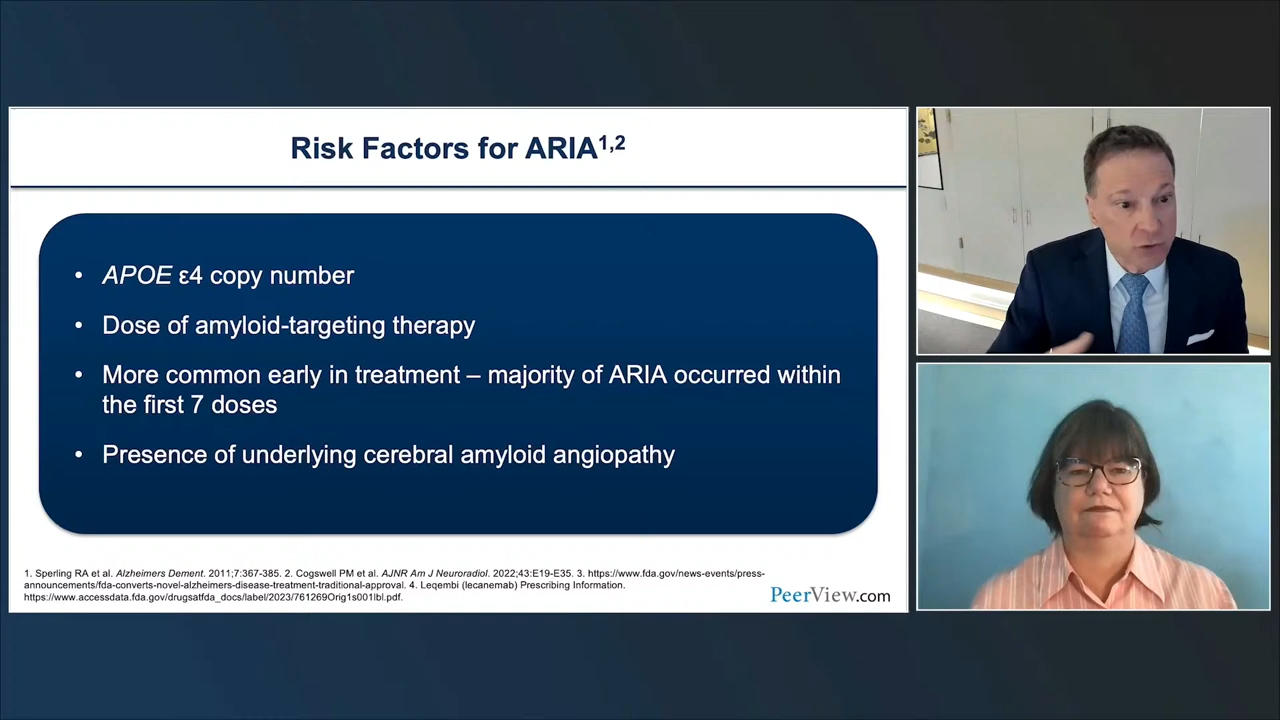 Risk Factors for ARIA1,2
• APOE ε4 copy number
• Dose of amyloid-targeting therapy
• More common early in treatment – majority of ARIA occurred within
the first 7 doses
• Presence of underlying cerebral amyloid angiopathy
1. Sperling RA et al. Alzheimers Dement. 2011;7:367-385. 2. Cogswell PM et al. AJNR Am J Neuroradiol. 2022;43:E19-E35. 3. https://www.fda.gov/news-events/press-
announcements/fda-converts-novel-alzheimers-disease-treatment-traditional-approval. 4. Leqembi (lecanemab) Prescribing Information.
https://www.accessdata.fda.gov/drugsatfda_docs/label/2023/761269Orig1s001lbl.pdf.
PeerView.com